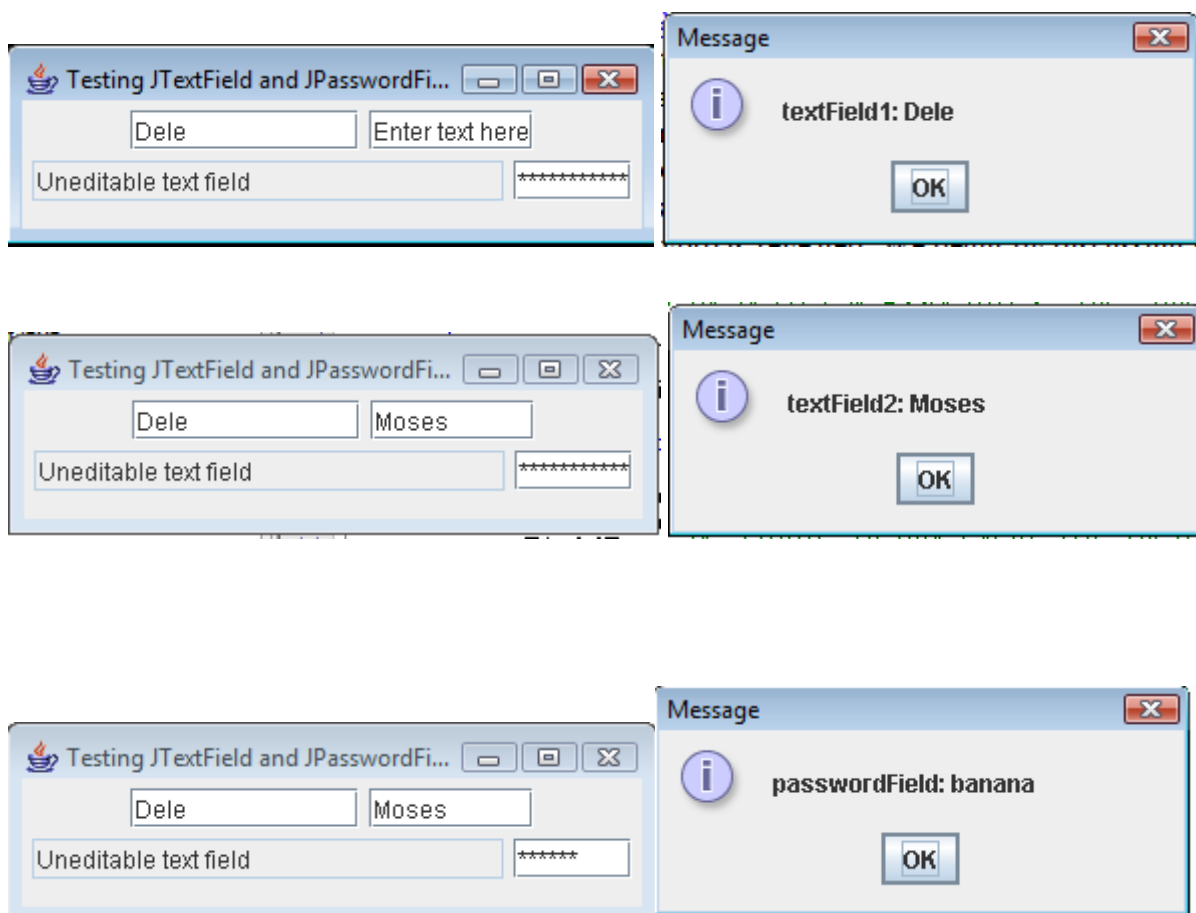 Testing JTextField and JPasswordFi...
Dele Enter text here
Uneditable text field ***********
Message
textField1: Dele
OK
Testing JTextField and JPasswordFi...
Dele Moses
Uneditable text field ***********
Message
textField2: Moses
OK
Testing JTextField and JPasswordFi...
Dele Moses
Uneditable text field ******
Message
passwordField: banana
OK